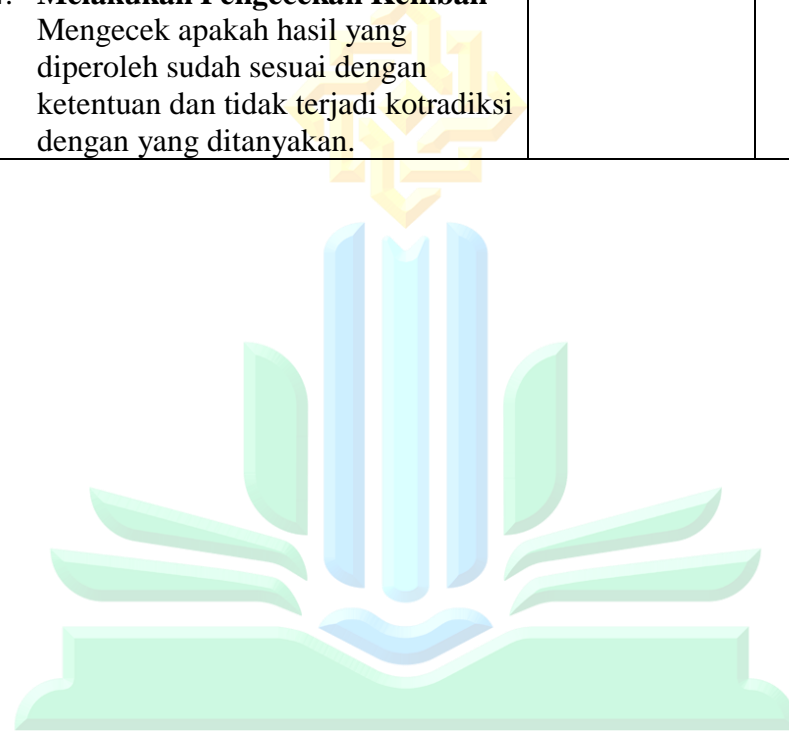 Melakukan Pengecekan Kembali
Mengecek apakah hasil yang
diperoleh sudah sesuai dengan
ketentuan dan tidak terjadi kotradiksi
dengan yang ditanyakan.